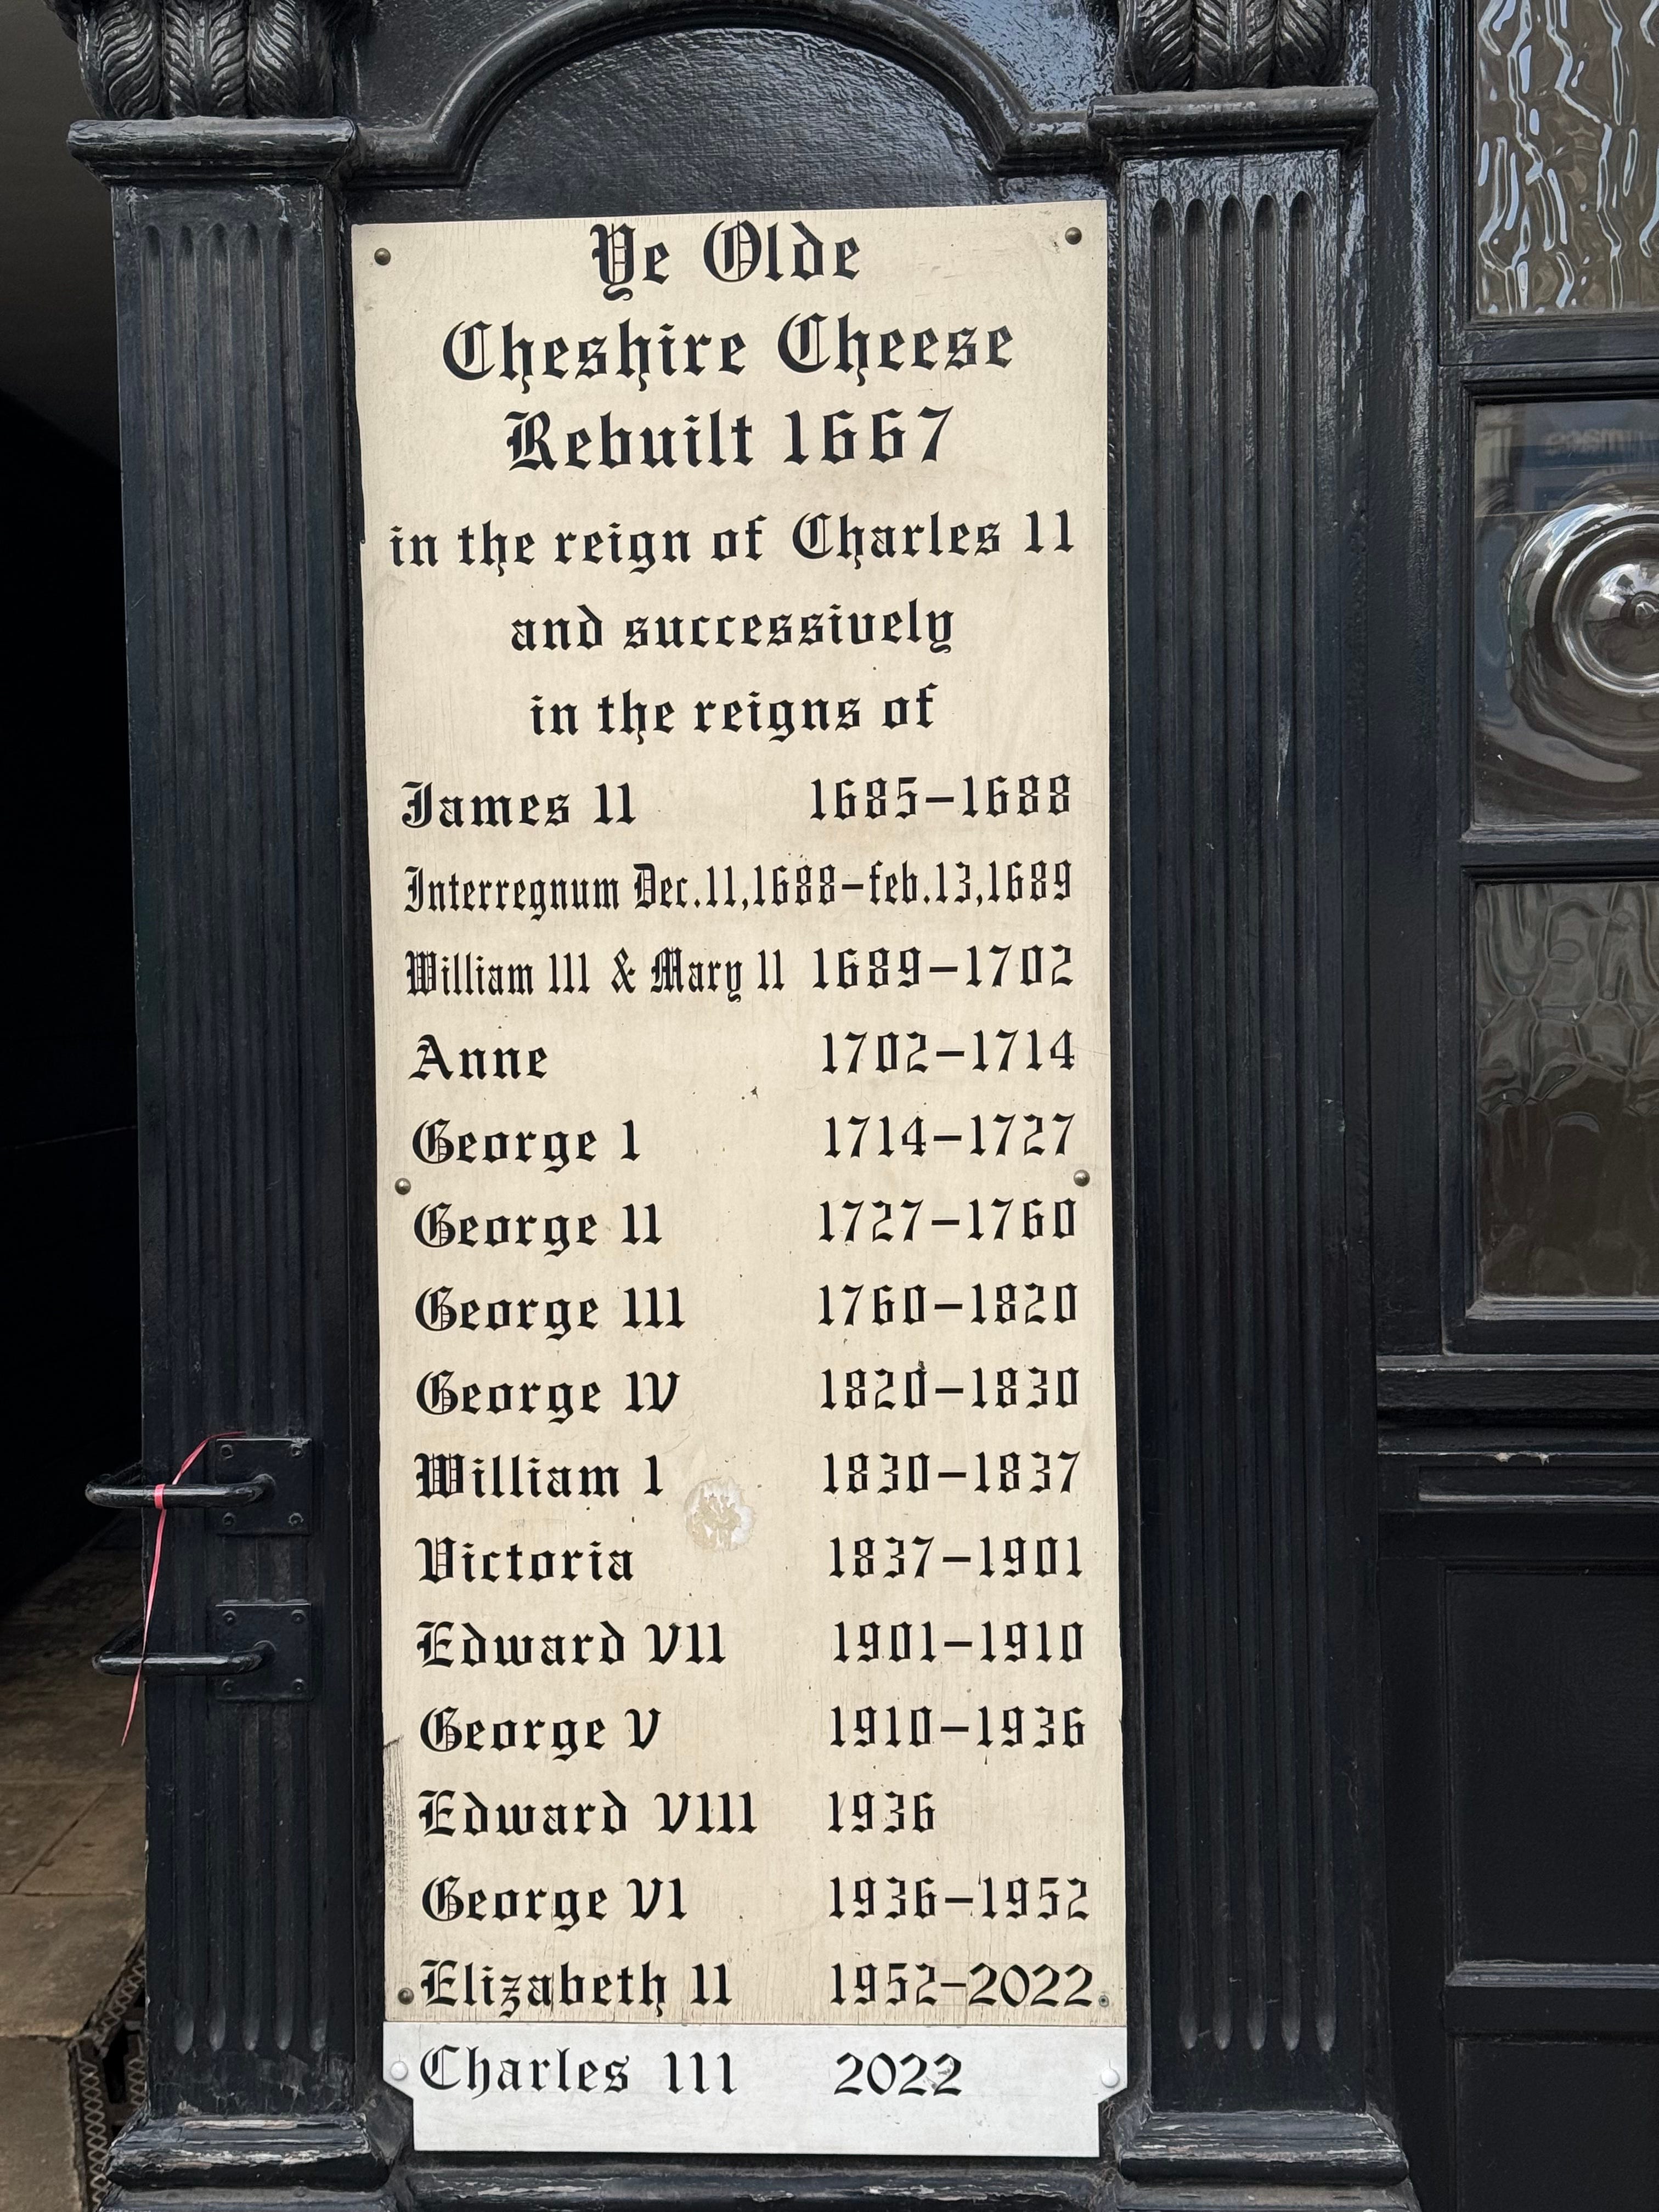 Ye Olde
Cheshire Cheese
Rebuilt 1667
in the reign of Charles 11
and successively
in the reigns of
James 11 1685-1688
Interregnum Dec.11,1688-feb.13,1689
William 111 & Mary 11 1689-1702
Anne 1702-1714
George 1 1714-1727
George 11 1727-1760
George 111 1760-1820
George 1V 1820-1830
William 1 1830-1837
Victoria 1837-1901
Edward V11 1901-1910
George V 1910-1936
Edward V111 1936
George V1 1936-1952
Elizabeth 11 1952-2022
Charles 111 2022